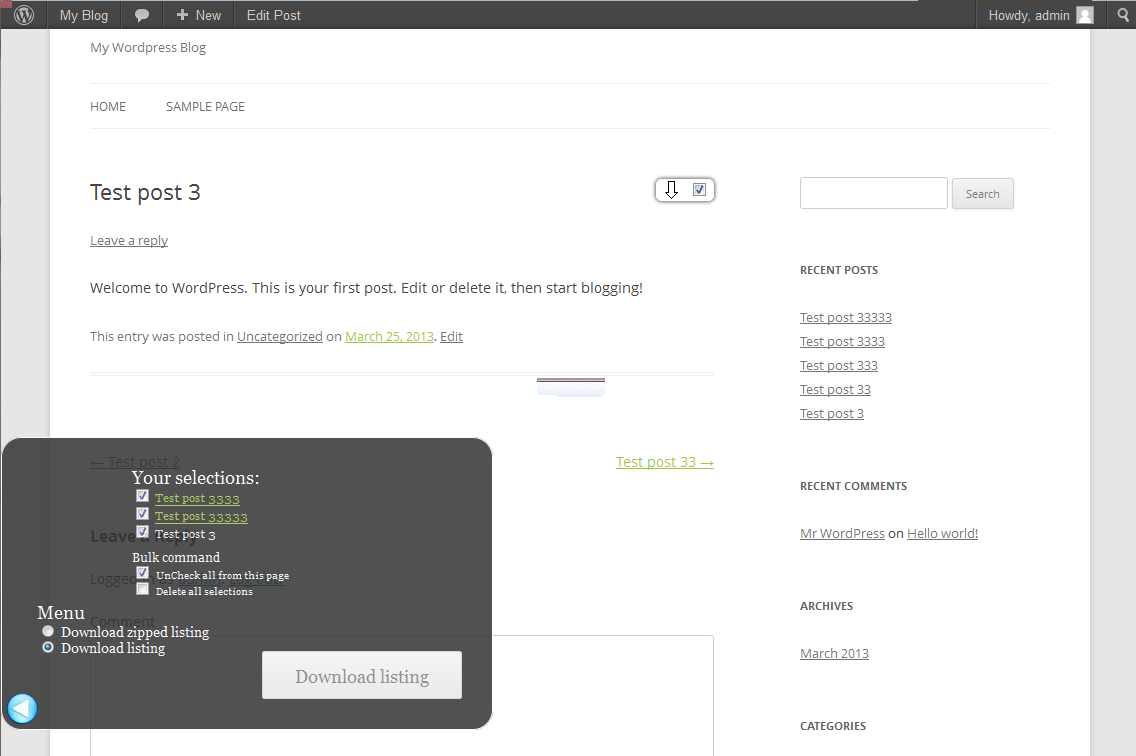 My Blog New Edit Post Howdy, admin
My Wordpress Blog
HOME SAMPLE PAGE
Test post 3
Leave a reply
Welcome to WordPress. This is your first post. Edit or delete it, then start blogging!
This entry was posted in Uncategorized on March 25, 2013. Edit
← Test post 2
Test post 33 →
Your selections:
Test post 3333
Test post 33333
Test post 3
Leave a Reply
Bulk command
UnCheck all from this page
Delete all selections
Logged in as
Menu
Comment
Download zipped listing
Download listing
Download listing
Search
RECENT POSTS
Test post 33333
Test post 3333
Test post 333
Test post 33
Test post 3
RECENT COMMENTS
Mr WordPress on Hello world!
ARCHIVES
March 2013
CATEGORIES